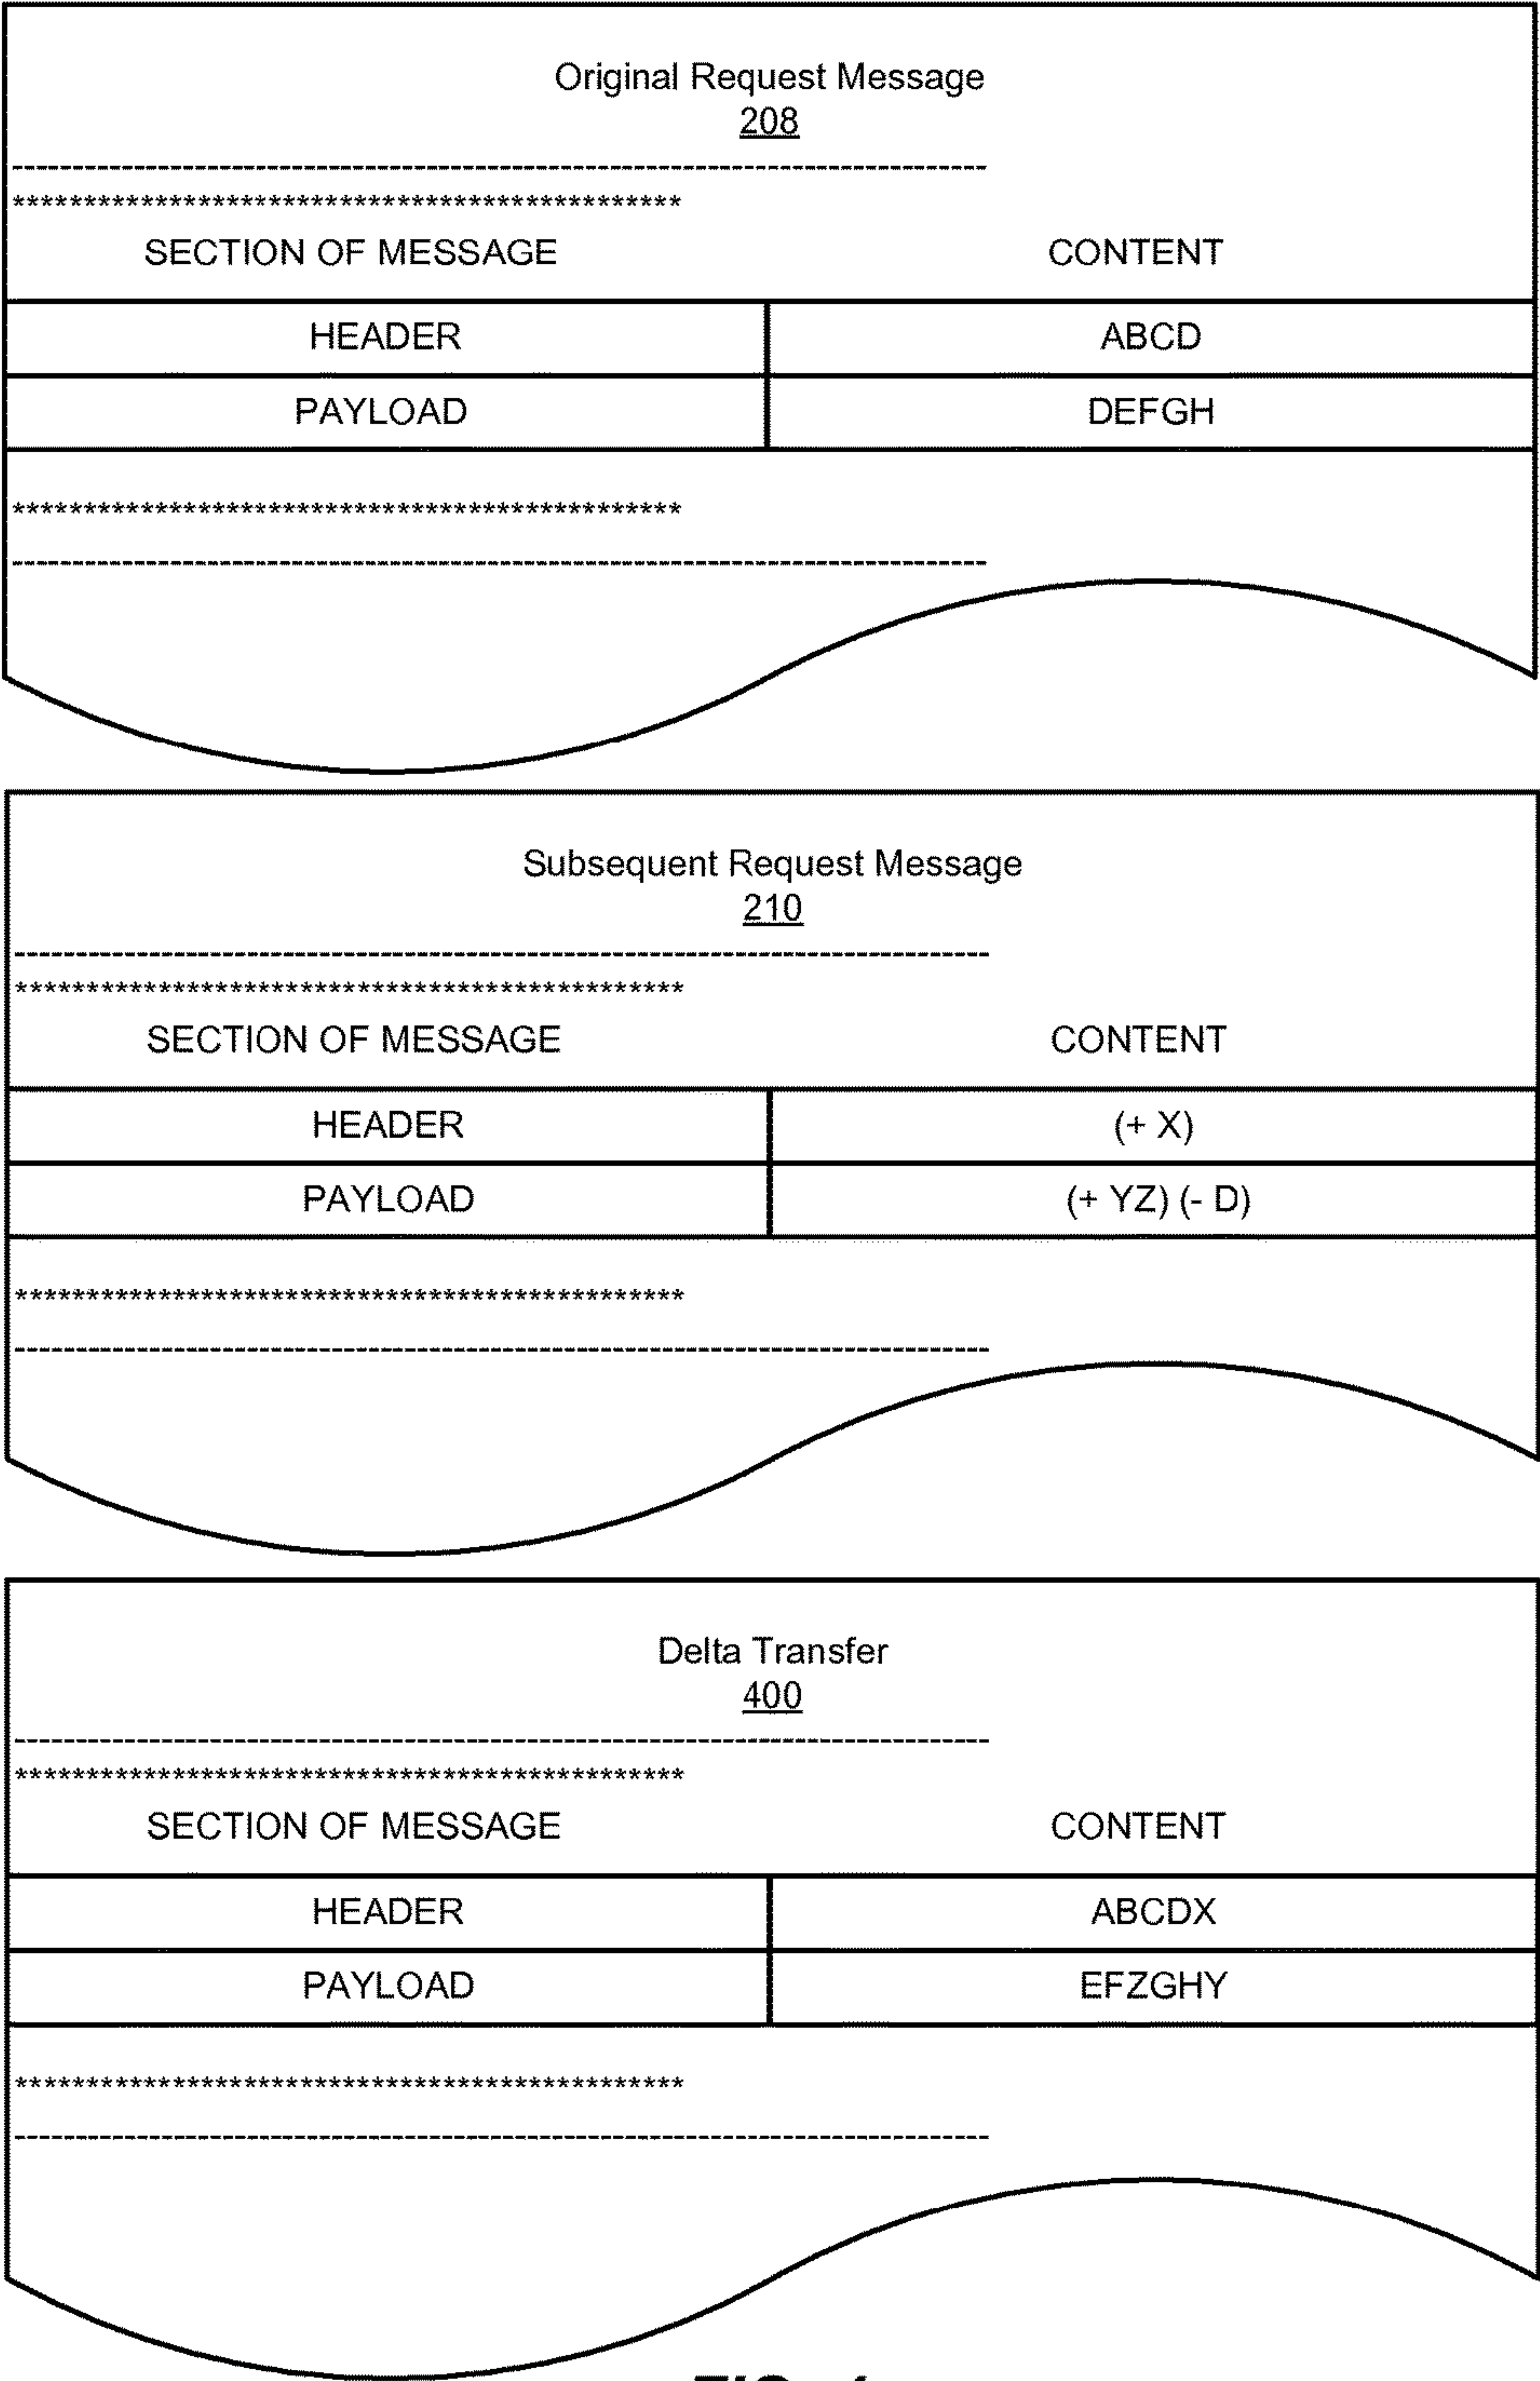 Original Request Message
208
--------------------------------------------------------------------------------
***********************************************
SECTION OF MESSAGE CONTENT
HEADER ABCD
PAYLOAD DEFGH
***********************************************
--------------------------------------------------------------------------------
Subsequent Request Message
210
--------------------------------------------------------------------------------
***********************************************
SECTION OF MESSAGE CONTENT
HEADER (+ X)
PAYLOAD (+ YZ) (- D)
***********************************************
--------------------------------------------------------------------------------
Delta Transfer
400
--------------------------------------------------------------------------------
***********************************************
SECTION OF MESSAGE CONTENT
HEADER ABCDX
PAYLOAD EFZGHY
***********************************************
--------------------------------------------------------------------------------